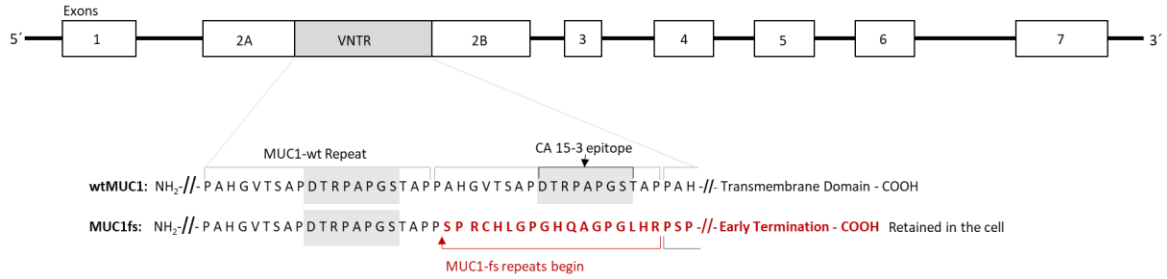 Exons
5´ 1 2A VNTR 2B 3 4 5 6 7 3´
MUC1-wt Repeat CA 15-3 epitope
wtMUC1: NH₂-//-P A H G V T S A P D T R P A P G S T A P P A H G V T S A P D T R P A P G S T A P P A H -//- Transmembrane Domain - COOH
MUC1fs: NH₂-//-P A H G V T S A P D T R P A P G S T A P P S P R C H L G P G H Q A G P G L H R P S P -//- Early Termination - COOH Retained in the cell
MUC1-fs repeats begin